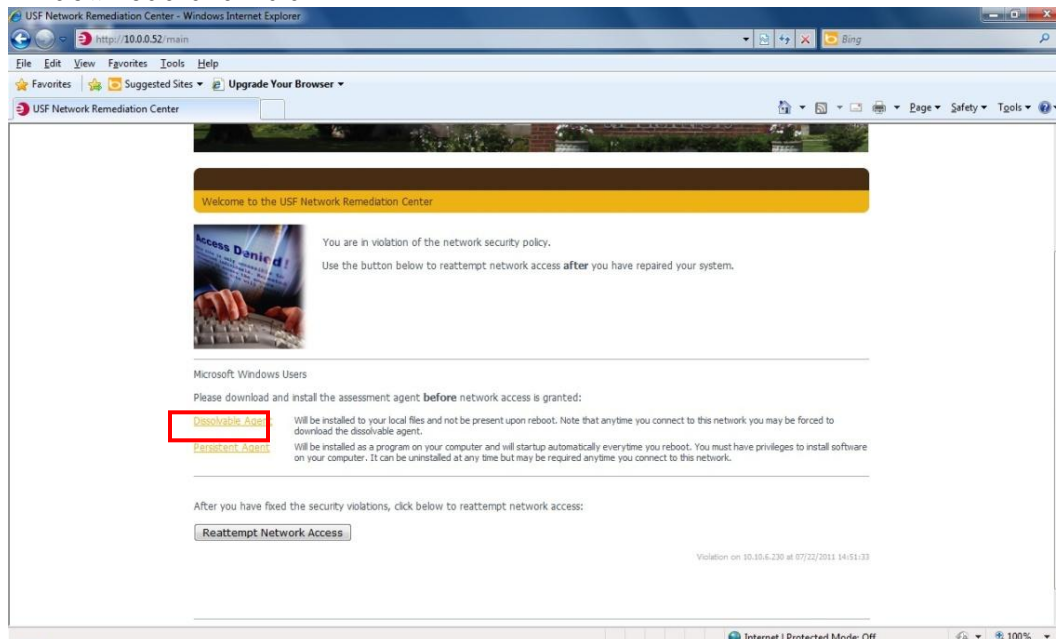 USF Network Remediation Center - Windows Internet Explorer
http://10.0.0.52/main
Bing
File Edit View Favorites Tools Help
Favorites Suggested Sites Upgrade Your Browser
USF Network Remediation Center
Page Safety Tools
Welcome to the USF Network Remediation Center
Access Denied!
You are in violation of the network security policy.
Use the button below to reattempt network access after you have repaired your system.
Microsoft Windows Users
Please download and install the assessment agent before network access is granted:
Dissolvable Agent Will be installed to your local files and not be present upon reboot. Note that anytime you connect to this network you may be forced to
download the dissolvable agent.
Persistent Agent Will be installed as a program on your computer and will startup automatically everytime you reboot. You must have privileges to install software
on your computer. It can be uninstalled at any time but may be required anytime you connect to this network.
After you have fixed the security violations, click below to reattempt network access:
Reattempt Network Access
Violation on 10.10.6.230 at 07/22/2011 14:51:33
Internet | Protected Mode: Off 100%